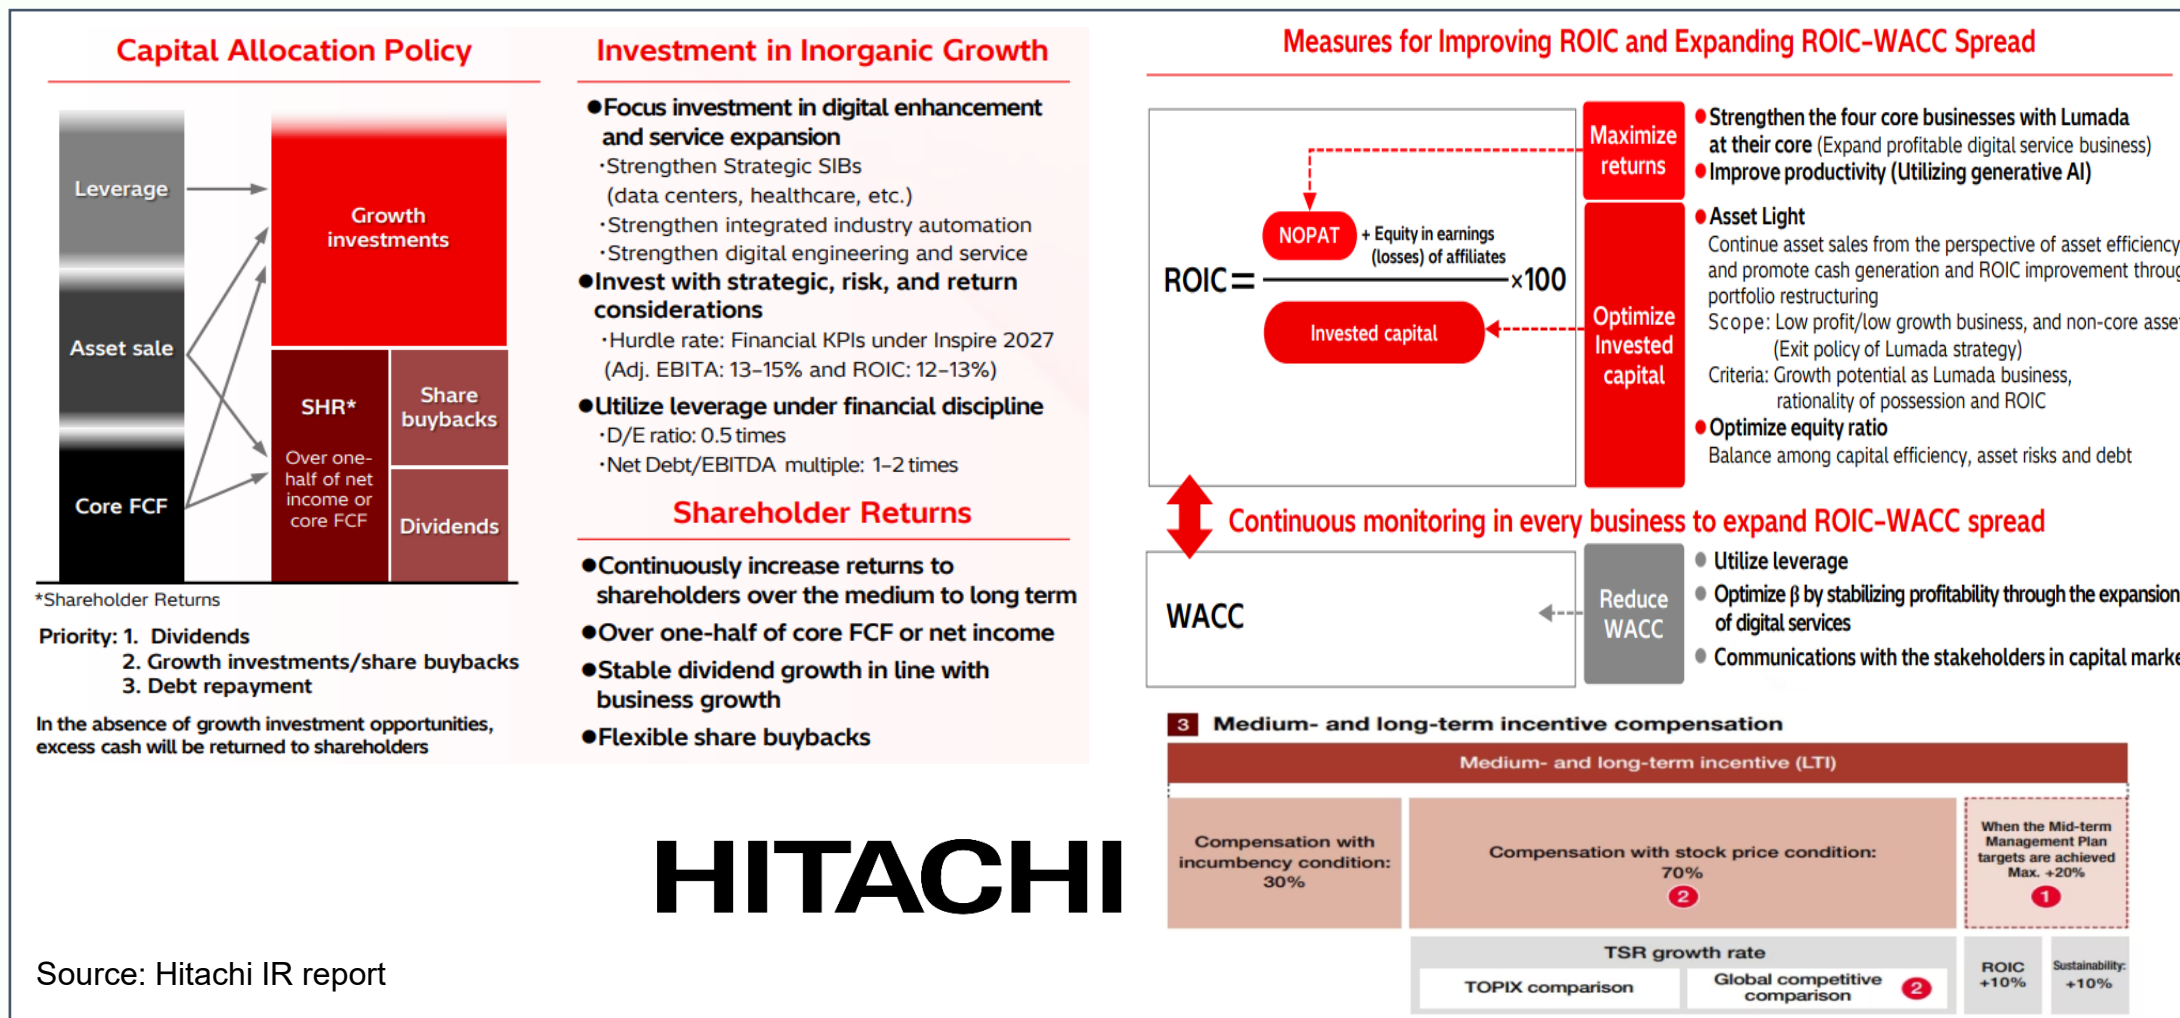 Capital Allocation Policy
Leverage
Asset sale
Core FCF
Growth
investments
SHR*
Over one-
half of net
income or
core FCF
Share
buybacks
Dividends
*Shareholder Returns
Priority: 1. Dividends
2. Growth investments/share buybacks
3. Debt repayment
In the absence of growth investment opportunities,
excess cash will be returned to shareholders
Investment in Inorganic Growth
●Focus investment in digital enhancement
and service expansion
・Strengthen Strategic SIBs
(data centers, healthcare, etc.)
・Strengthen integrated industry automation
・Strengthen digital engineering and service
●Invest with strategic, risk, and return
considerations
・Hurdle rate: Financial KPIs under Inspire 2027
(Adj. EBITA: 13–15% and ROIC: 12–13%)
●Utilize leverage under financial discipline
・D/E ratio: 0.5 times
・Net Debt/EBITDA multiple: 1–2 times
Shareholder Returns
●Continuously increase returns to
shareholders over the medium to long term
●Over one-half of core FCF or net income
●Stable dividend growth in line with
business growth
●Flexible share buybacks
HITACHI
Source: Hitachi IR report
Measures for Improving ROIC and Expanding ROIC–WACC Spread
ROIC=
NOPAT
+ Equity in earnings
(losses) of affiliates
×100
Invested capital
Maximize
returns
● Strengthen the four core businesses with Lumada
at their core (Expand profitable digital service business)
● Improve productivity (Utilizing generative AI)
Optimize
Invested
capital
● Asset Light
Continue asset sales from the perspective of asset efficiency
and promote cash generation and ROIC improvement throug
portfolio restructuring
Scope: Low profit/low growth business, and non-core asse
(Exit policy of Lumada strategy)
Criteria: Growth potential as Lumada business,
rationality of possession and ROIC
● Optimize equity ratio
Balance among capital efficiency, asset risks and debt
Continuous monitoring in every business to expand ROIC–WACC spread
WACC
Reduce
WACC
● Utilize leverage
● Optimize β by stabilizing profitability through the expansion
of digital services
● Communications with the stakeholders in capital marke
3 Medium- and long-term incentive compensation
Medium- and long-term incentive (LTI)
Compensation with
incumbency condition:
30%
Compensation with stock price condition:
70%
2
When the Mid-term
Management Plan
targets are achieved
Max. +20%
1
TSR growth rate
TOPIX comparison
Global competitive
comparison
2
ROIC
+10%
Sustainability:
+10%